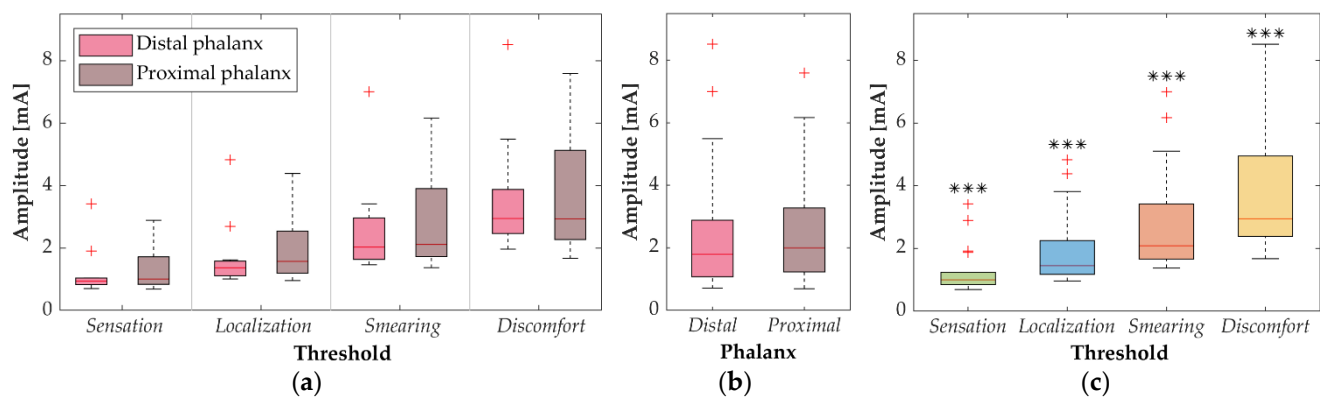 Distal phalanx
Proximal phalanx
Amplitude [mA]
8
6
4
2
0
Sensation Localization Smearing Discomfort
Threshold
(a)
Amplitude [mA]
8
6
4
2
0
Distal Proximal
Phalanx
(b)
Amplitude [mA]
8
6
4
2
0
***
***
***
***
Sensation Localization Smearing Discomfort
Threshold
(c)